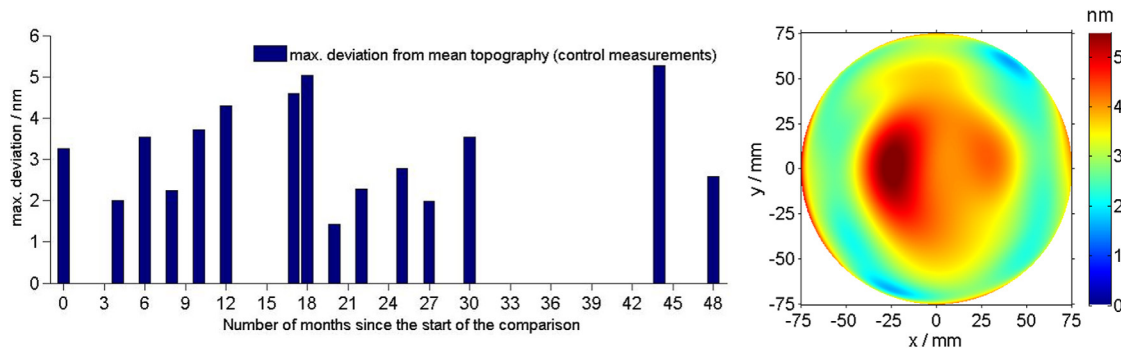 6
5
4
3
2
1
0
max. deviation / nm
max. deviation from mean topography (control measurements)
0 3 6 9 12 15 18 21 24 27 30 33 36 39 42 45 48
Number of months since the start of the comparison
75
50
25
0
-25
-50
-75
y / mm
-75 -50 -25 0 25 50 75
x / mm
nm
5
4
3
2
1
0